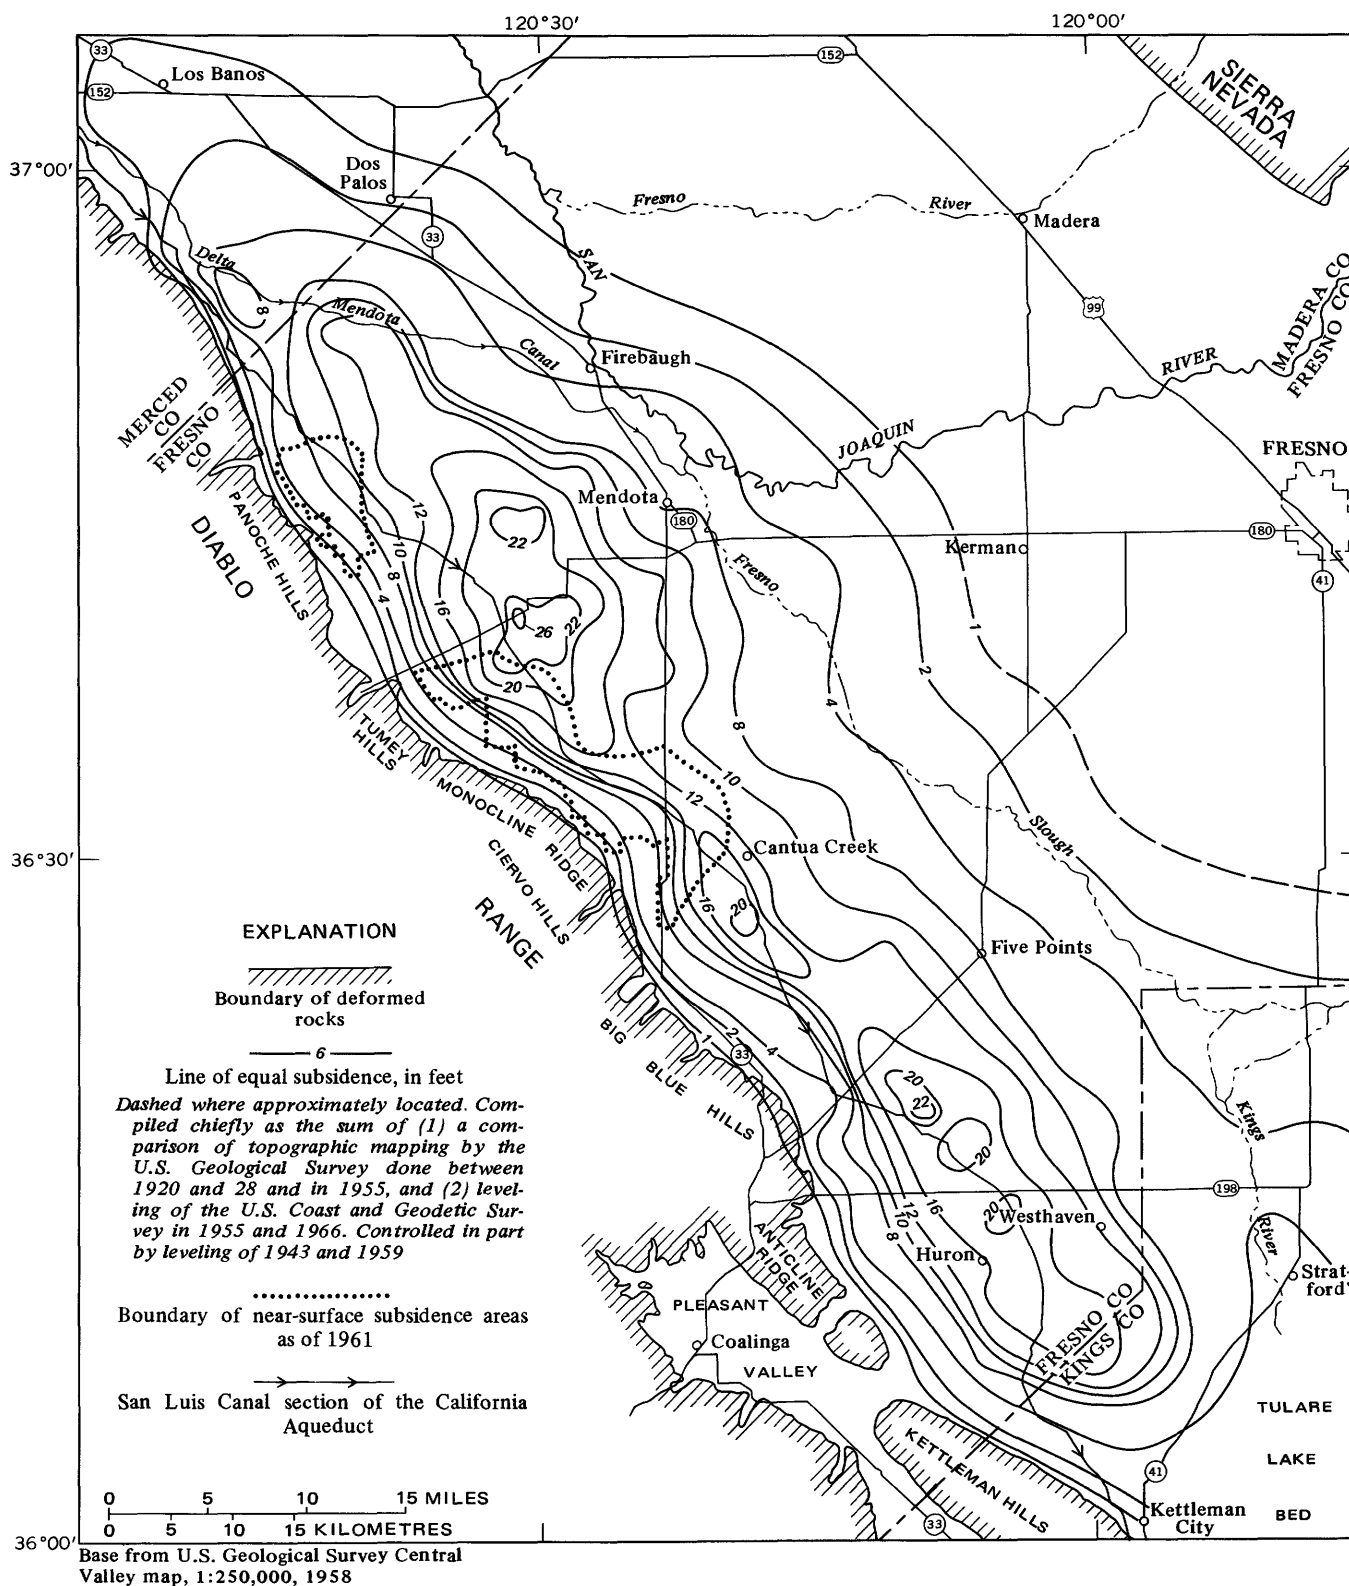 120°30′
120°00′
33
Los Banos
152
152
SIERRA
NEVADA
37°00′
Dos
Palos
Fresno
River
Madera
33
SAN
Delta
8
Mendota
99
MADERA CO
FRESNO CO
Canal
Firebaugh
RIVER
MERCED
CO
FRESNO
CO
JOAQUIN
FRESNO
PANOCHE HILLS
DIABLO
12
Mendota
180
22
180
10
Kerman
8
Fresno
41
4
16
26
22
1
2
20
4
TUMEY
HILLS
8
10
12
MONOCLINE RIDGE
Slough
36°30′
Cantua Creek
CIERVO HILLS
16
20
RANGE
Five Points
EXPLANATION
Boundary of deformed
rocks
6
Line of equal subsidence, in feet
Dashed where approximately located. Com-
piled chiefly as the sum of (1) a com-
parison of topographic mapping by the
U.S. Geological Survey done between
1920 and 28 and in 1955, and (2) level-
ing of the U.S. Coast and Geodetic Sur-
vey in 1955 and 1966. Controlled in part
by leveling of 1943 and 1959
Boundary of near-surface subsidence areas
as of 1961
San Luis Canal section of the California
Aqueduct
BIG BLUE HILLS
1
2
4
33
20
22
20
Kings
River
198
20
Westhaven
16
12
10
8
Huron
ANTICLINE
RIDGE
Strat-
ford
PLEASANT
VALLEY
Coalinga
FRESNO CO
KINGS CO
TULARE
LAKE
BED
KETTLEMAN HILLS
41
33
Kettleman
City
0 5 10 15 MILES
0 5 10 15 KILOMETRES
36°00′
Base from U.S. Geological Survey Central
Valley map, 1:250,000, 1958